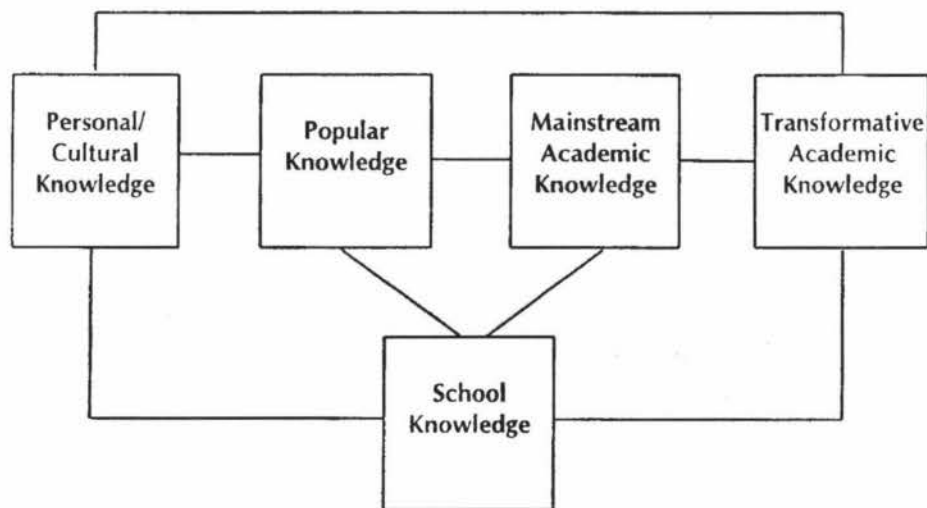 Personal/
Cultural
Knowledge
Popular
Knowledge
Mainstream
Academic
Knowledge
Transformative
Academic
Knowledge
School
Knowledge